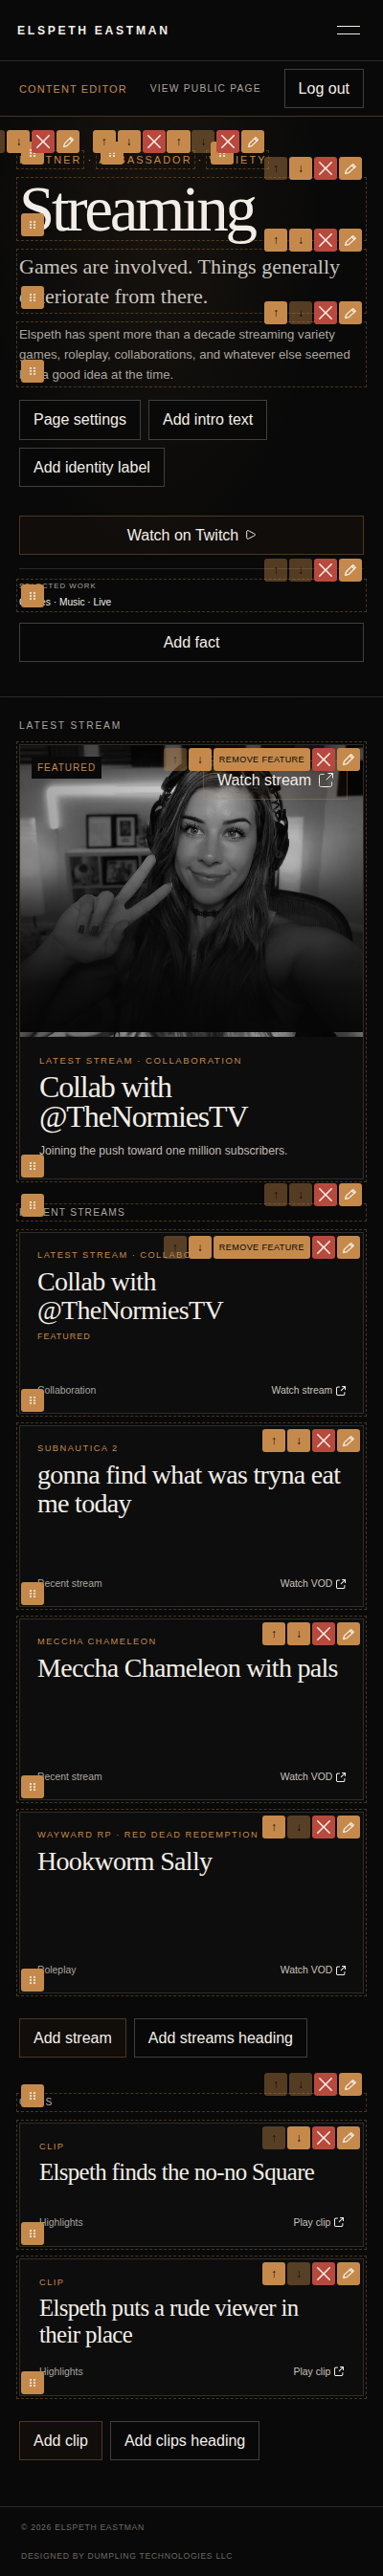 ELSPETH EASTMAN
CONTENT EDITOR
VIEW PUBLIC PAGE
Log out
Streaming
Games are involved. Things generally
there.
Elspeth has spent more than a decade streaming variety
games, roleplay, collaborations, and whatever else seemed
a good idea at the time.
Page settings
Add intro text
Add identity label
Watch on Twitch
WORK
· Music · Live
Add fact
LATEST STREAM
FEATURED
REMOVE FEATURE
Watch stream
LATEST STREAM · COLLABORATION
Collab with
@TheNormiesTV
Joining the push toward one million subscribers.
STREAMS
LATEST STREAM ·
REMOVE FEATURE
Collab with
@TheNormiesTV
FEATURED
Collaboration
Watch stream
SUBNAUTICA 2
gonna find what was tryna eat
me today
Recent stream
Watch VOD
MECCHA CHAMELEON
Meccha Chameleon with pals
Recent stream
Watch VOD
WAYWARD RP · RED DEAD REDEMPTION
Hookworm Sally
Roleplay
Watch VOD
Add stream
Add streams heading
CLIP
Elspeth finds the no-no Square
Highlights
Play clip
CLIP
Elspeth puts a rude viewer in
their place
Highlights
Play clip
Add clip
Add clips heading
© 2026 ELSPETH EASTMAN
DESIGNED BY DUMPLING TECHNOLOGIES LLC